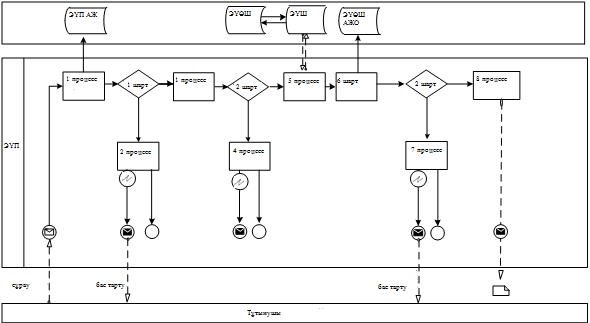 ЭҮП АЖ
ЭҮӨШ
ЭҮШ
ЭҮӨШ
АЖО
ЭҮП
1 процесс
1 шарт
1 процесс
2 шарт
5 процесс
6 шарт
2 шарт
8 процесс
2 процесс
4 процесс
7 процесс
сұрау
бас тарту
бас тарту
Тұтынушы